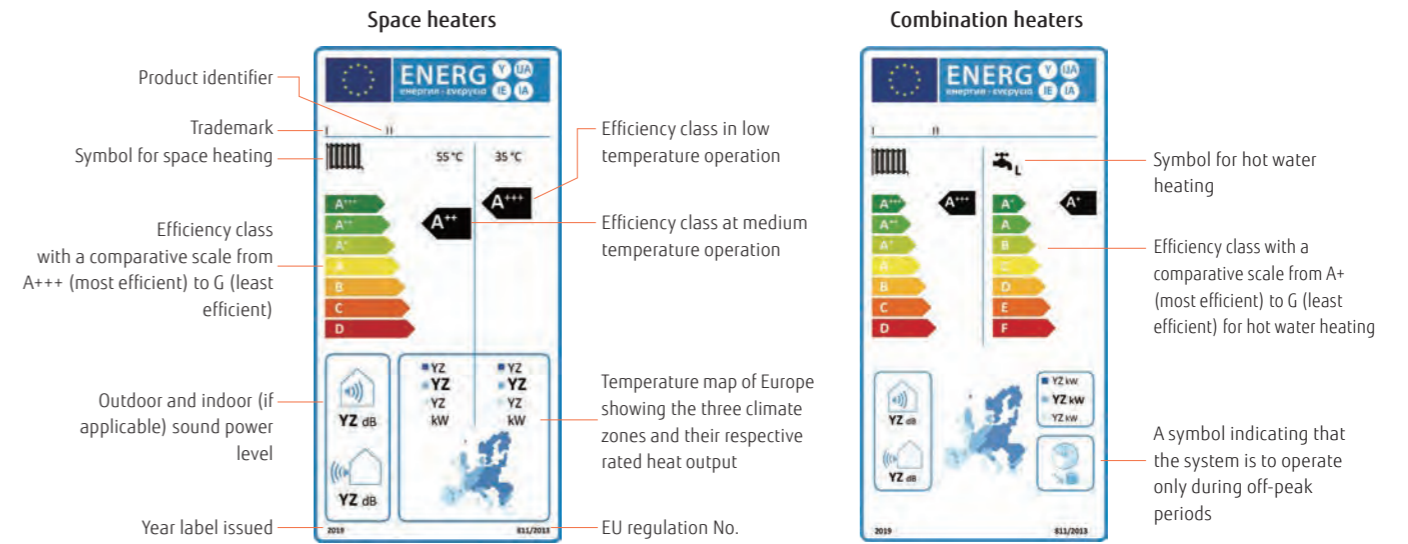 Space heaters
Product identifier
Trademark
Symbol for space heating
Efficiency class
with a comparative scale from
A+++ (most efficient) to G (least
efficient)
Outdoor and indoor (if
applicable) sound power
level
Year label issued
ENERG
енергия · ενεργεια
Y IJA
IE IA
I II
55 °C 35 °C
A+++
A++
A+
A
B
C
D
A++
A+++
YZ dB
YZ dB
YZ YZ
YZ YZ
YZ YZ
kW kW
2019 811/2013
Efficiency class in low
temperature operation
Efficiency class at medium
temperature operation
Temperature map of Europe
showing the three climate
zones and their respective
rated heat output
EU regulation No.
Combination heaters
ENERG
енергия · ενεργεια
Y IJA
IE IA
I II
L
A+++ A+
A++ A
A+ B
A
B D
C E
D F
A+++ A+
YZ dB
YZ dB
YZ kW
YZ kW
YZ kW
2019 811/2013
Symbol for hot water
heating
Efficiency class with a
comparative scale from A+
(most efficient) to G (least
efficient) for hot water heating
A symbol indicating that
the system is to operate
only during off-peak
periods